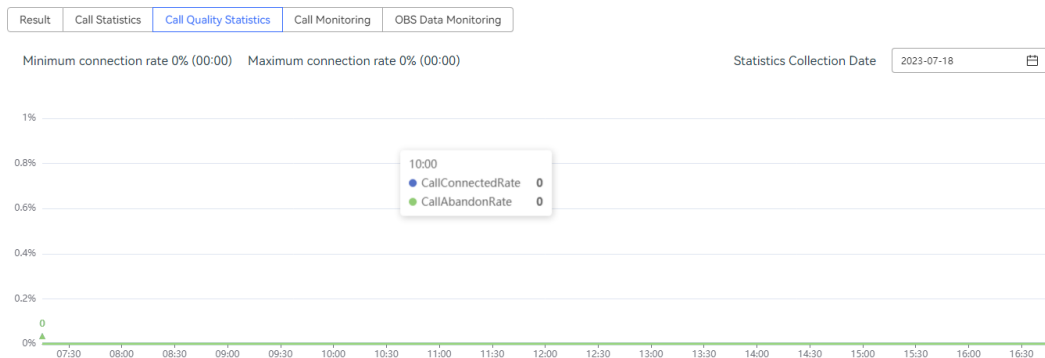 Result Call Statistics Call Quality Statistics Call Monitoring OBS Data Monitoring
Minimum connection rate 0% (00:00) Maximum connection rate 0% (00:00) Statistics Collection Date 2023-07-18
1%
0.8%
10:00
CallConnectedRate 0
CallAbandonRate 0
0.6%
0.4%
0.2%
0
0%
07:30 08:00 08:30 09:00 09:30 10:00 10:30 11:00 11:30 12:00 12:30 13:00 13:30 14:00 14:30 15:00 15:30 16:00 16:30